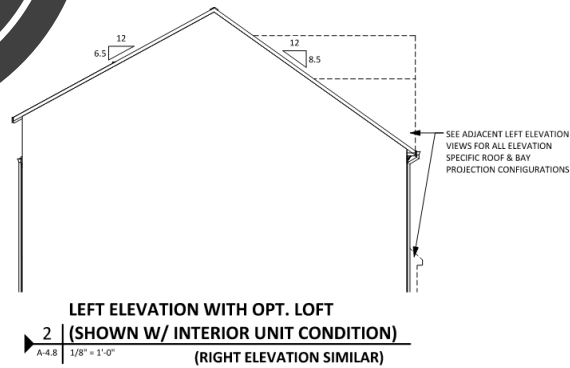 12
6.5
12
8.5
SEE ADJACENT LEFT ELEVATION
VIEWS FOR ALL ELEVATION
SPECIFIC ROOF & BAY
PROJECTION CONFIGURATIONS
LEFT ELEVATION WITH OPT. LOFT
2 (SHOWN W/ INTERIOR UNIT CONDITION)
A-4.8 1/8" = 1'-0" (RIGHT ELEVATION SIMILAR)